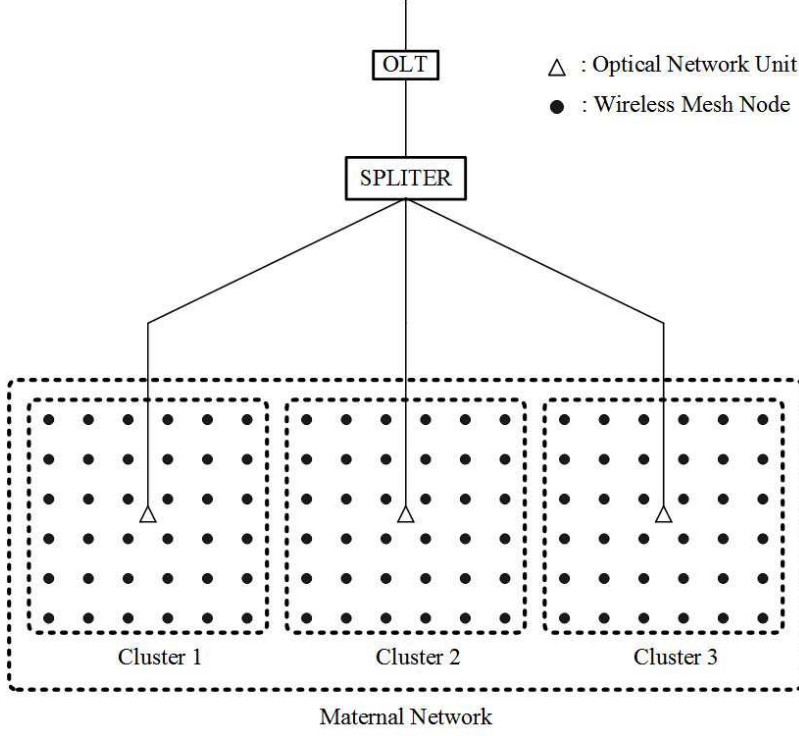 OLT
: Optical Network Unit
: Wireless Mesh Node
SPLITER
Cluster 1
Cluster 2
Cluster 3
Maternal Network